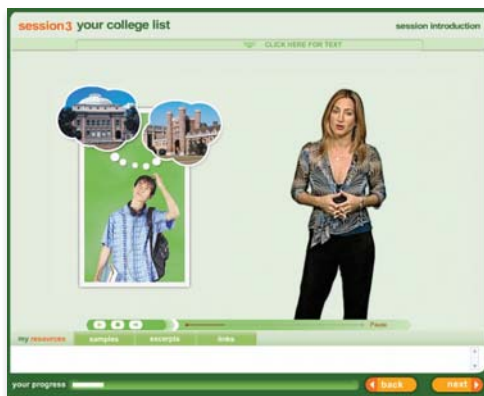 session3 your college list
session introduction
CLICK HERE FOR TEXT
Pause
my resources
samples
excerpts
links
your progress
back
next